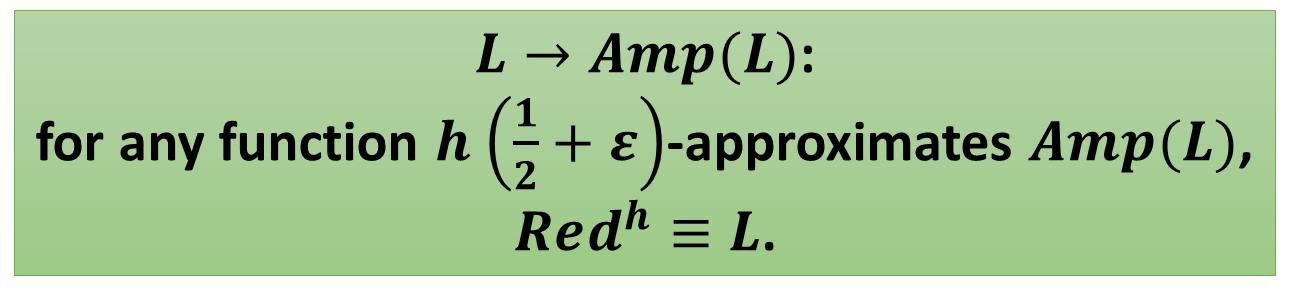 L → Amp(L):
for any function h (1/2 + ε)-approximates Amp(L),
Red^h ≡ L.